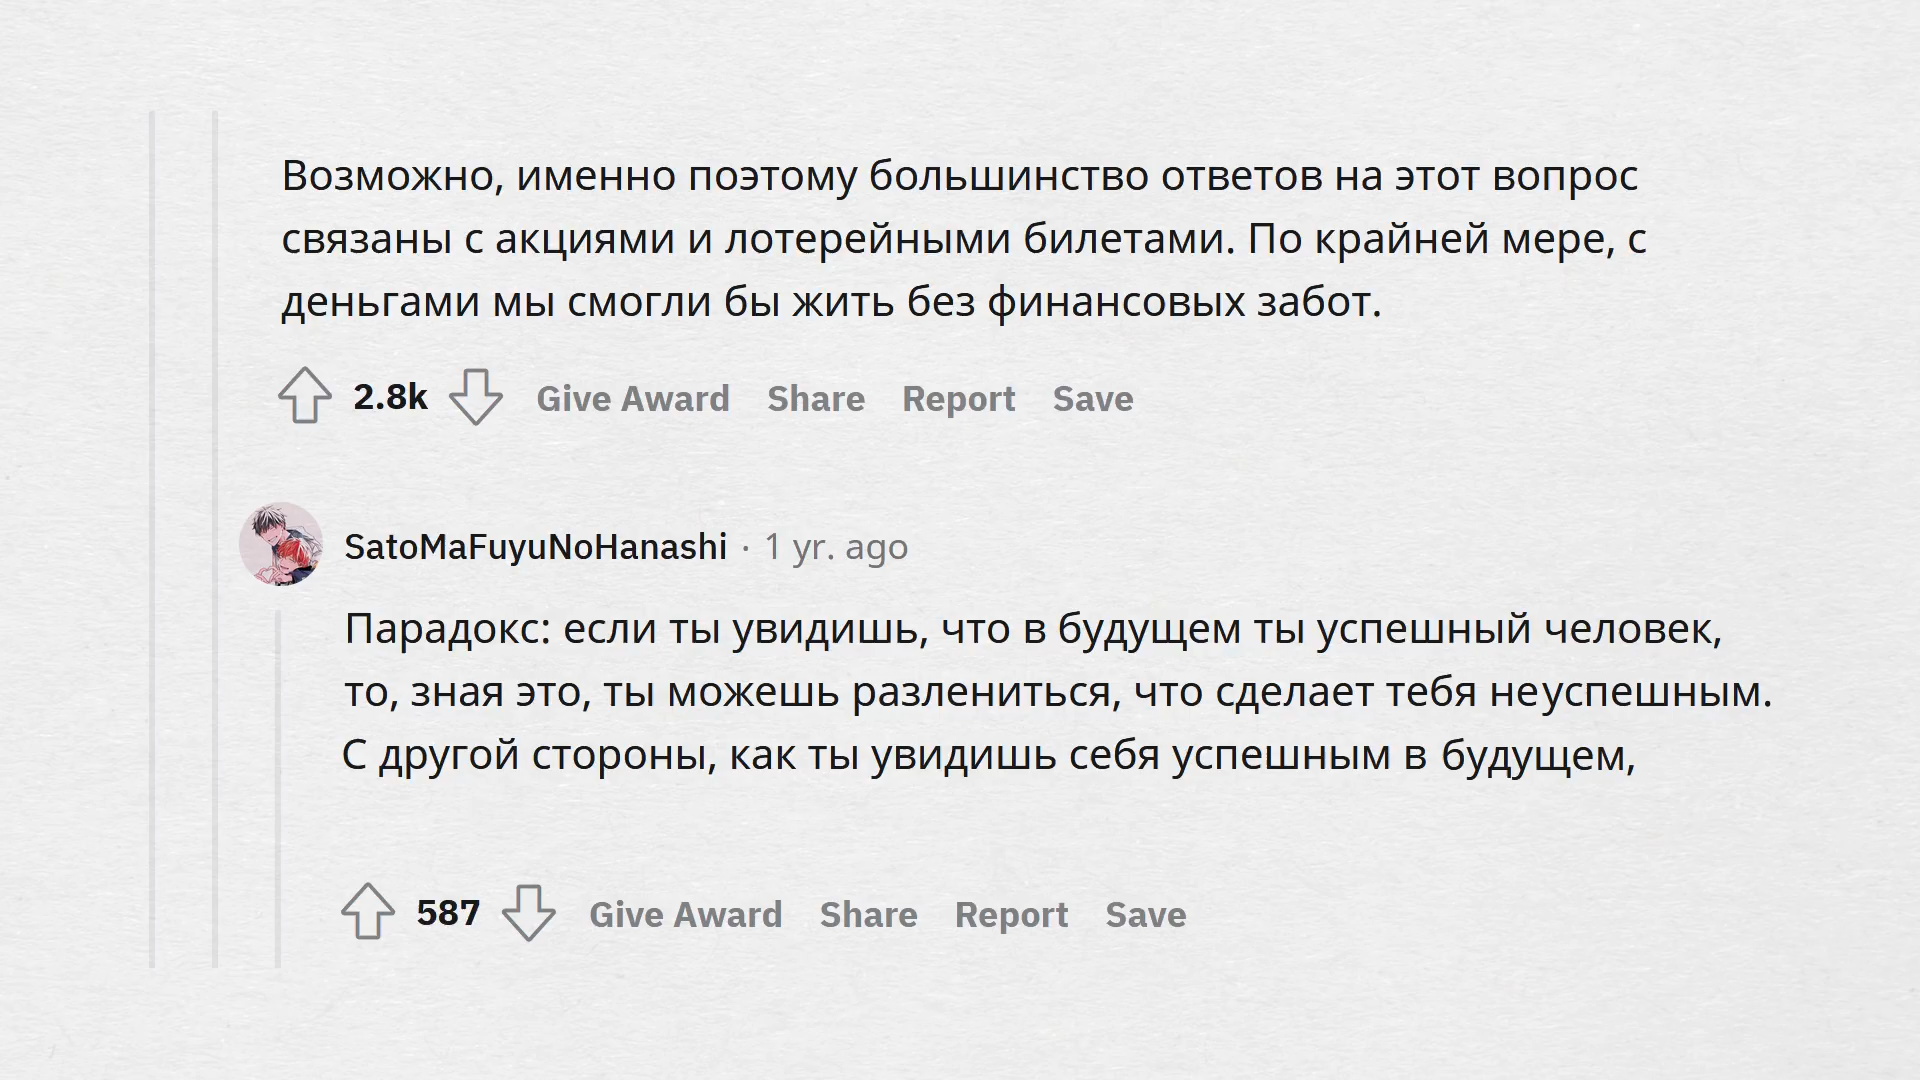 Возможно, именно поэтому большинство ответов на этот вопрос
связаны с акциями и лотерейными билетами. По крайней мере, с
деньгами мы смогли бы жить без финансовых забот.
2.8k Give Award Share Report Save
SatoMaFuyuNoHanashi · 1 yr. ago
Парадокс: если ты увидишь, что в будущем ты успешный человек,
то, зная это, ты можешь разлениться, что сделает тебя неуспешным.
С другой стороны, как ты увидишь себя успешным в будущем,
587 Give Award Share Report Save